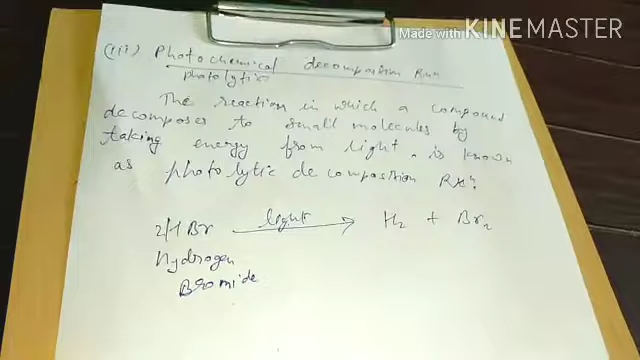 Made with KINEMASTER
(iii) Photochemical decomposition Rxn
photolytic
The reaction in which a compound
decomposes to small molecules by
taking energy from light. is known
as photolytic decomposition Rxn.
2HBr light → H₂ + Br₂
Hydrogen
Bromide